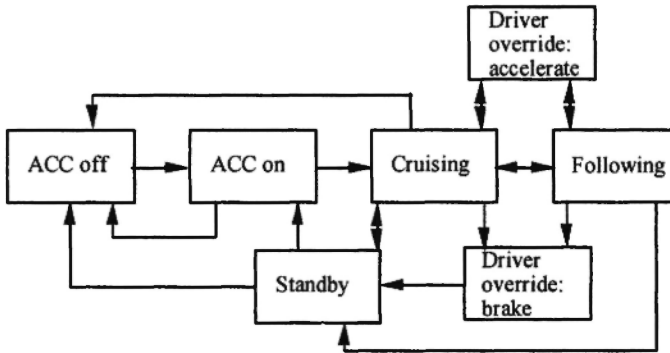 Driver
override:
accelerate
ACC off
ACC on
Cruising
Following
Standby
Driver
override:
brake